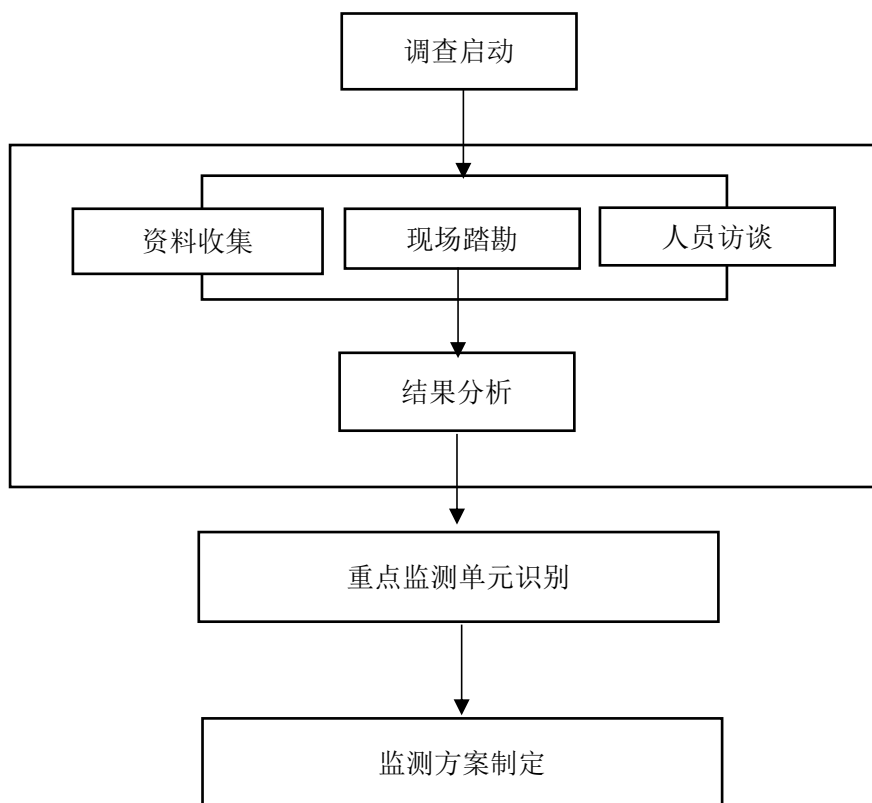 调查启动
资料收集
现场踏勘
人员访谈
结果分析
重点监测单元识别
监测方案制定